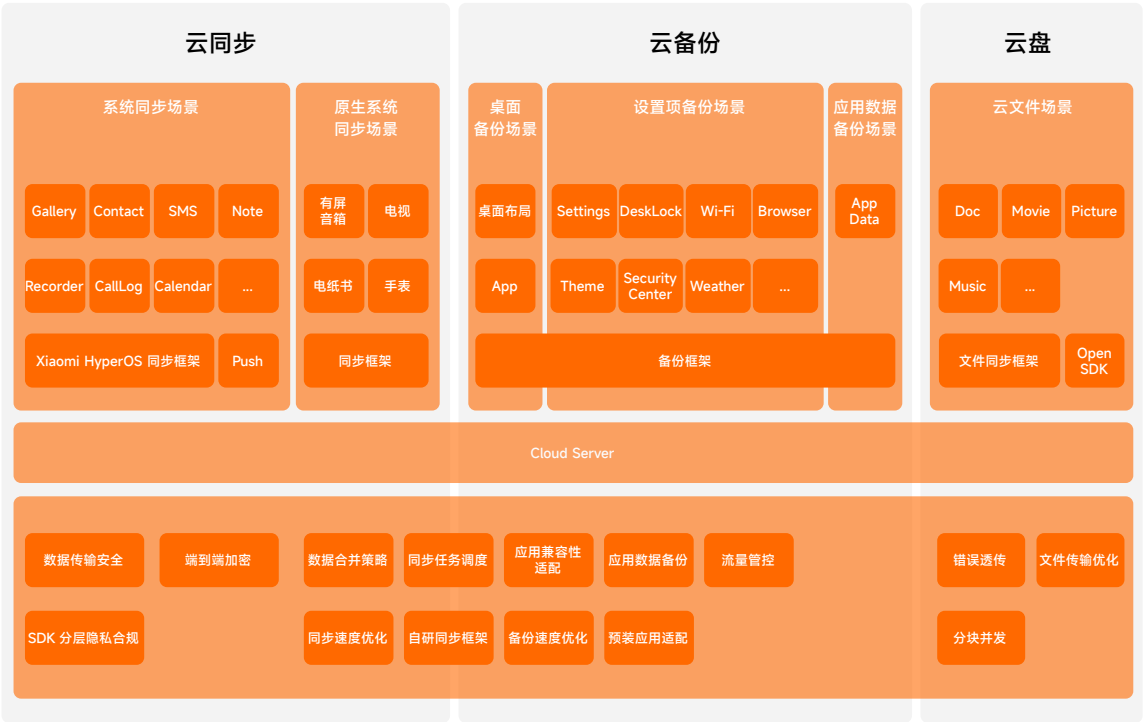 云同步
云备份
云盘
系统同步场景
原生系统
同步场景
桌面
备份场景
设置项备份场景
应用数据
备份场景
云文件场景
Gallery
Contact
SMS
Note
有屏
音箱
电视
桌面布局
Settings
DeskLock
Wi-Fi
Browser
App
Data
Doc
Movie
Picture
Recorder
CallLog
Calendar
...
电纸书
手表
App
Theme
Security
Center
Weather
...
Music
...
Xiaomi HyperOS 同步框架
Push
同步框架
备份框架
文件同步框架
Open
SDK
Cloud Server
数据传输安全
端到端加密
数据合并策略
同步任务调度
应用兼容性
适配
应用数据备份
流量管控
错误透传
文件传输优化
SDK 分层隐私合规
同步速度优化
自研同步框架
备份速度优化
预装应用适配
分块并发